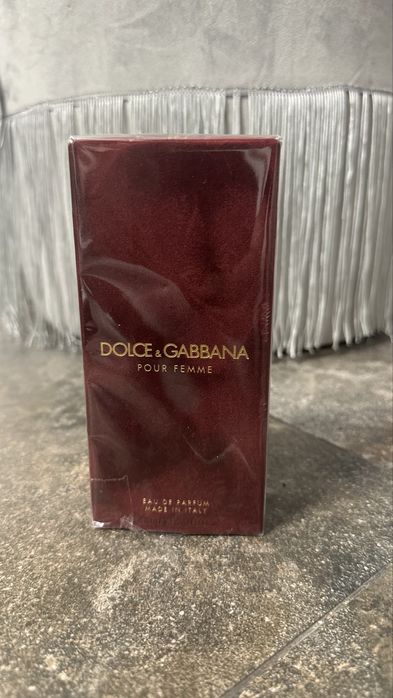 DOLCE & GABBANA
POUR FEMME
EAU DE PARFUM
MADE IN ITALY